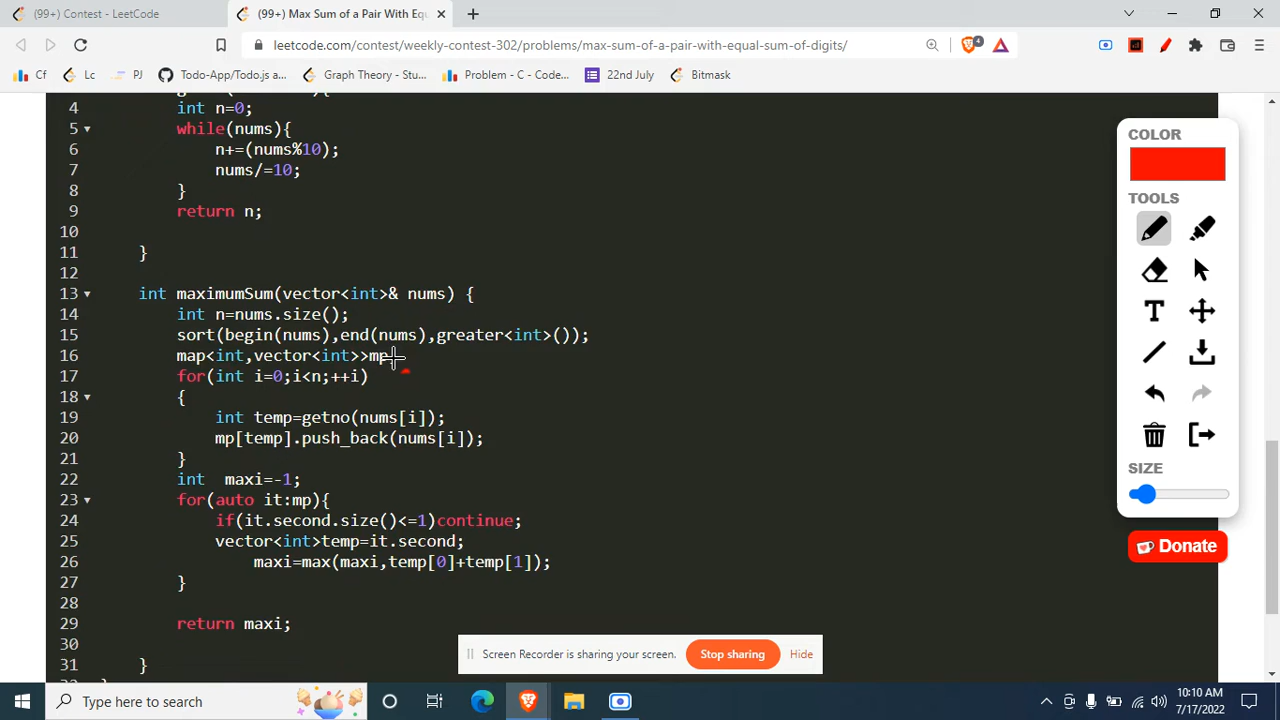 (99+) Contest - LeetCode
(99+) Max Sum of a Pair With Equ
leetcode.com/contest/weekly-contest-302/problems/max-sum-of-a-pair-with-equal-sum-of-digits/
4
Cf
Lc
PJ
Todo-App/Todo.js a...
Graph Theory - Stu...
Problem - C - Code...
22nd July
Bitmask
4 int n=0;
5 while(nums){
6 n+=(nums%10);
7 nums/=10;
8 }
9 return n;
10
11 }
12
13 int maximumSum(vector<int>& nums) {
14 int n=nums.size();
15 sort(begin(nums),end(nums),greater<int>());
16 map<int,vector<int>>mp
17 for(int i=0;i<n;++i)
18 {
19 int temp=getno(nums[i]);
20 mp[temp].push_back(nums[i]);
21 }
22 int  maxi=-1;
23 for(auto it:mp){
24 if(it.second.size()<=1)continue;
25 vector<int>temp=it.second;
26 maxi=max(maxi,temp[0]+temp[1]);
27 }
28
29 return maxi;
30
31 }
COLOR
TOOLS
T
SIZE
Donate
Screen Recorder is sharing your screen.
Stop sharing
Hide
Type here to search
10:10 AM
7/17/2022